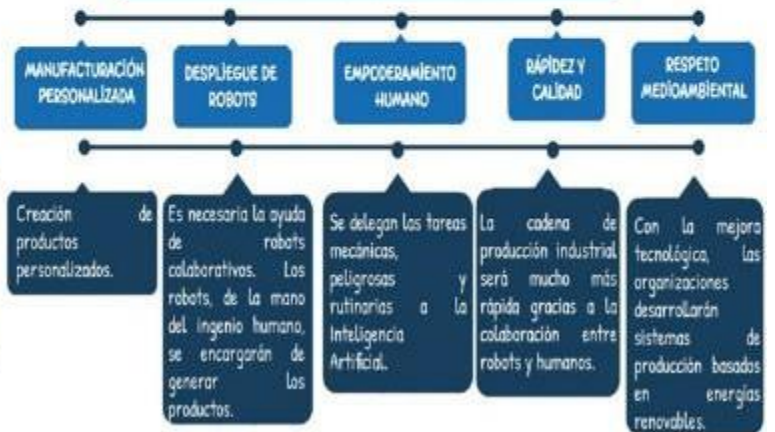 MANUFACTURACIÓN
PERSONALIZADA
DESPLIEGUE DE
ROBOTS
EMPODERAMIENTO
HUMANO
RÁPIDEZ Y
CALIDAD
RESPETO
MEDIOAMBIENTAL
Creación de
productos
personalizados.
Es necesaria la ayuda
de robots
colaborativos. Los
robots, de la mano
del ingenio humano,
se encargarán de
generar los
productos.
Se delegan las tareas
mecánicas,
peligrosas y
rutinarias a la
Inteligencia
Artificial.
La cadena de
producción industrial
será mucho más
rápida gracias a la
colaboración entre
robots y humanos.
Con la mejora
tecnológica, las
organizaciones
desarrollarán
sistemas de
producción basados
en energías
renovables.